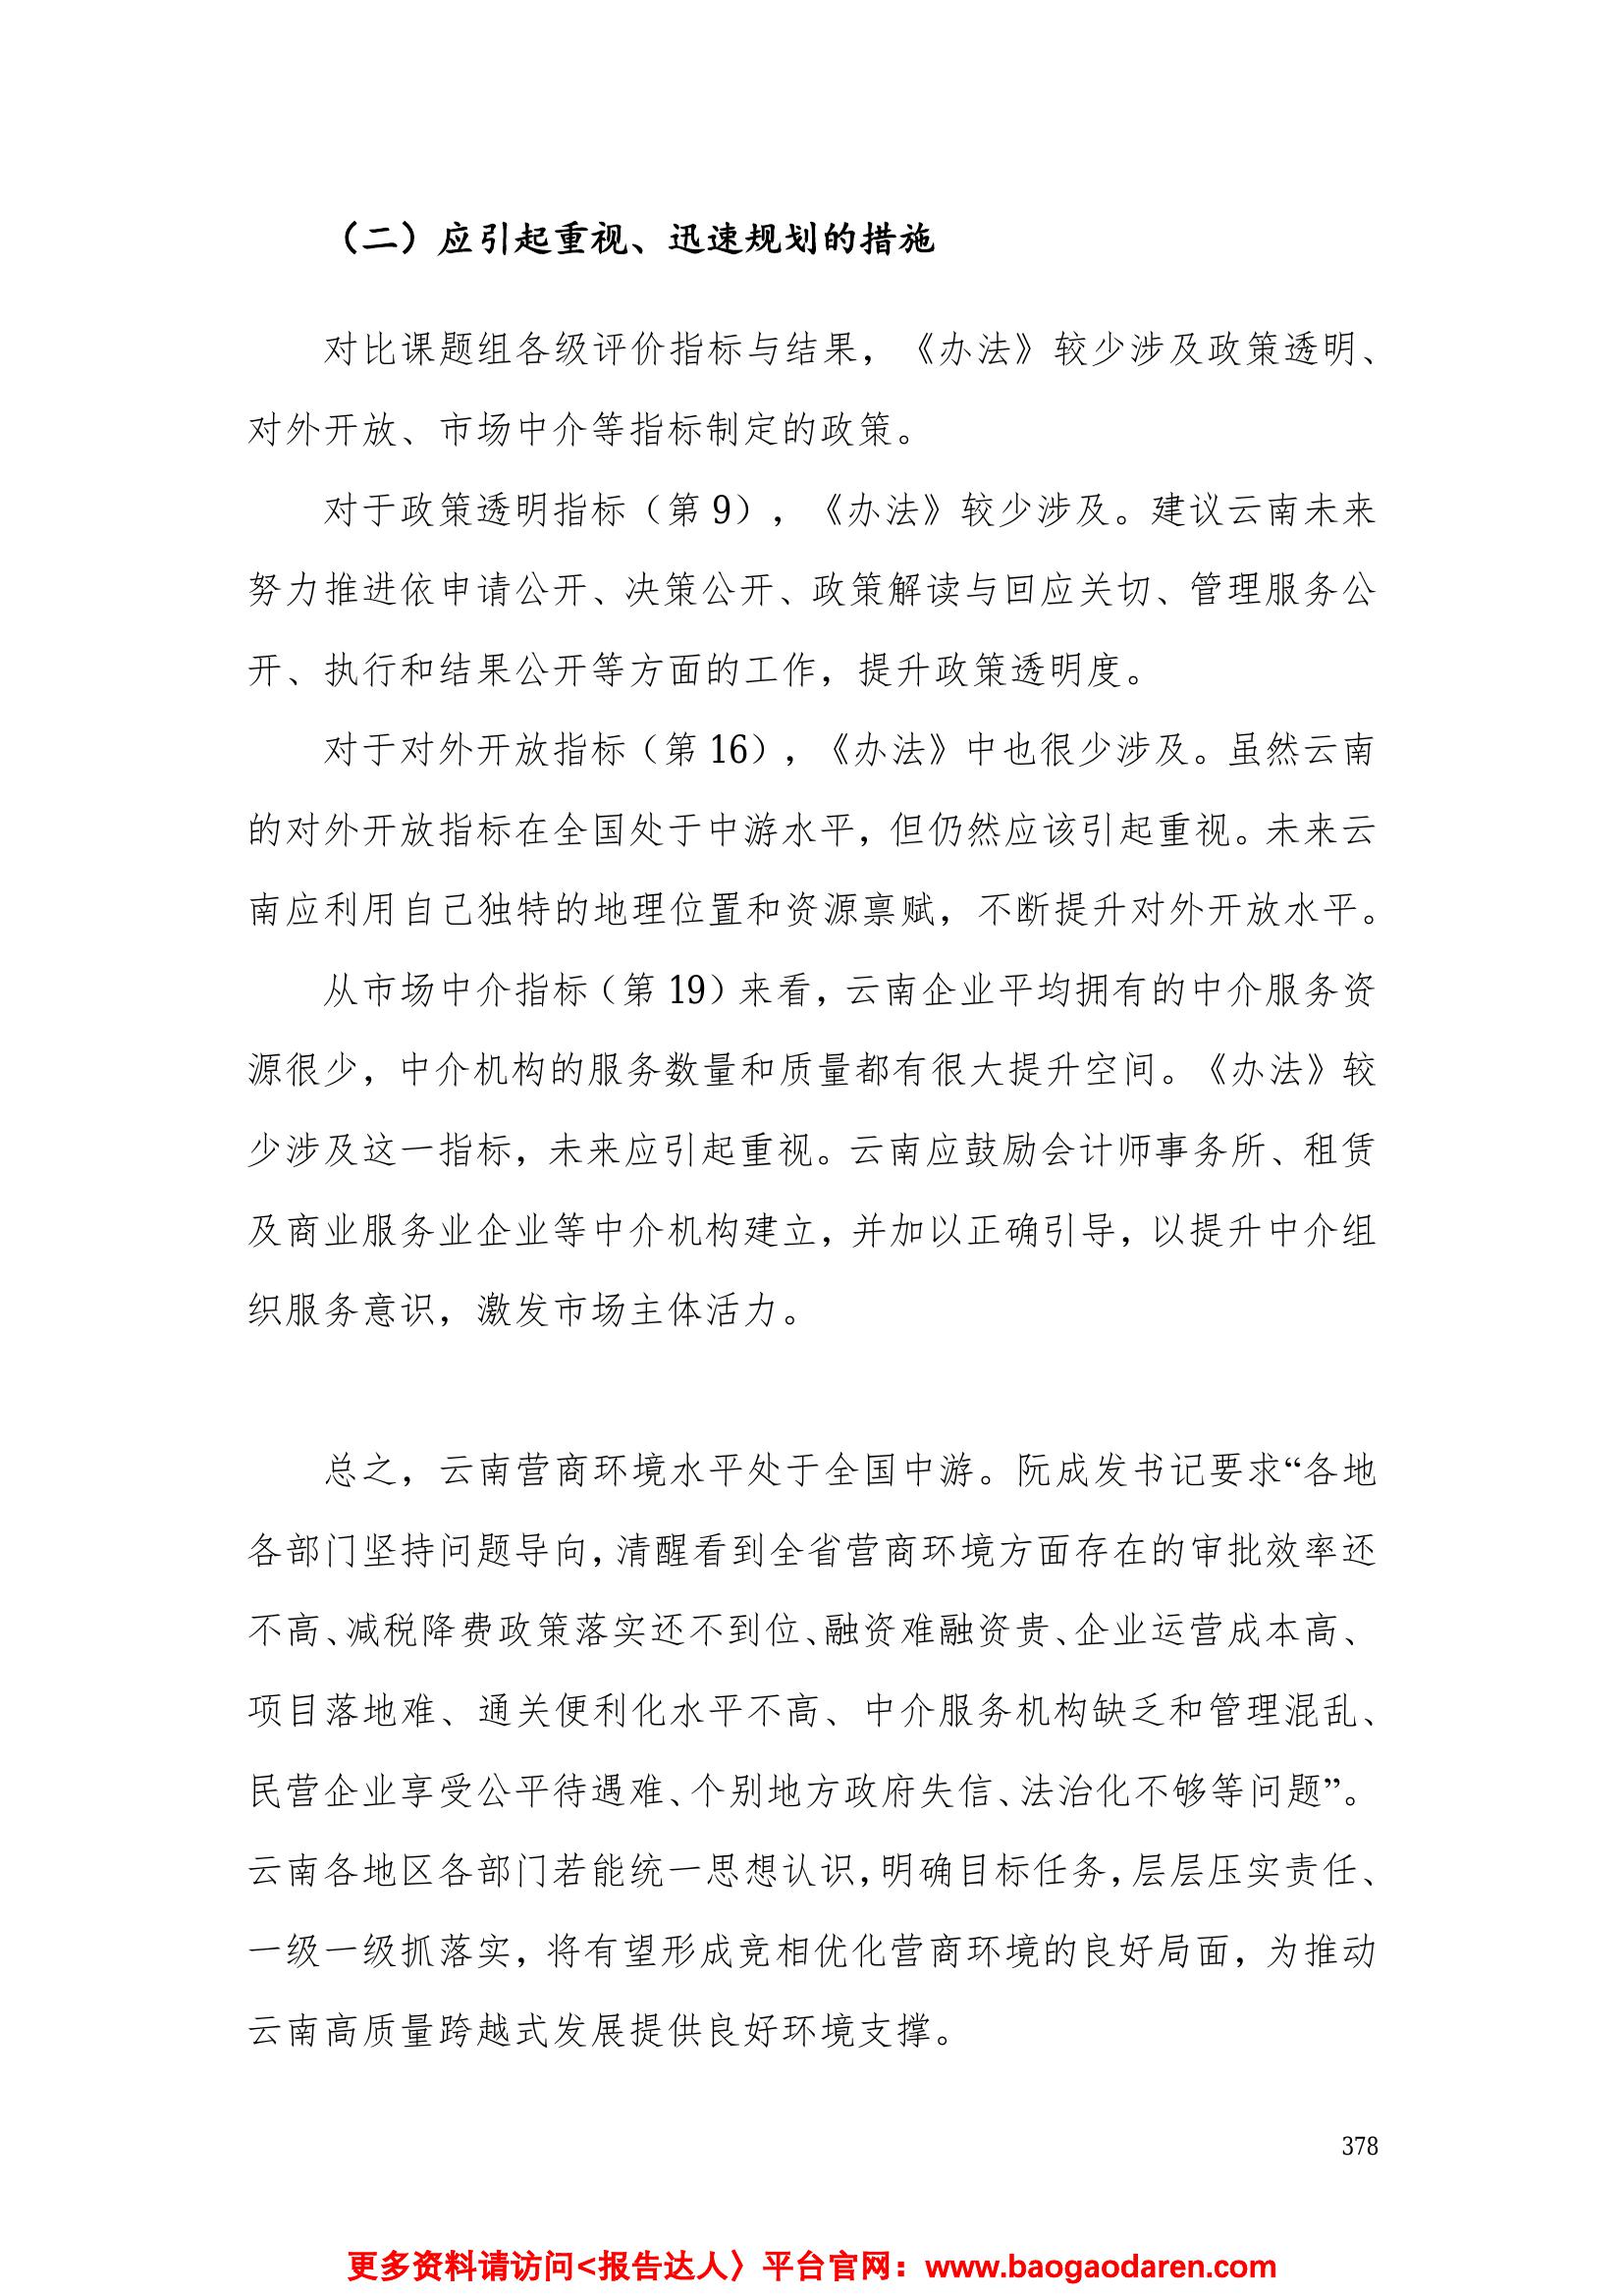 （二）应引起重视、迅速规划的措施
对比课题组各级评价指标与结果，《办法》较少涉及政策透明、
对外开放、市场中介等指标制定的政策。
对于政策透明指标（第 9），《办法》较少涉及。建议云南未来
努力推进依申请公开、决策公开、政策解读与回应关切、管理服务公
开、执行和结果公开等方面的工作，提升政策透明度。
对于对外开放指标（第 16），《办法》中也很少涉及。虽然云南
的对外开放指标在全国处于中游水平，但仍然应该引起重视。未来云
南应利用自己独特的地理位置和资源禀赋，不断提升对外开放水平。
从市场中介指标（第 19）来看，云南企业平均拥有的中介服务资
源很少，中介机构的服务数量和质量都有很大提升空间。《办法》较
少涉及这一指标，未来应引起重视。云南应鼓励会计师事务所、租赁
及商业服务业企业等中介机构建立，并加以正确引导，以提升中介组
织服务意识，激发市场主体活力。
总之，云南营商环境水平处于全国中游。阮成发书记要求“各地
各部门坚持问题导向，清醒看到全省营商环境方面存在的审批效率还
不高、减税降费政策落实还不到位、融资难融资贵、企业运营成本高、
项目落地难、通关便利化水平不高、中介服务机构缺乏和管理混乱、
民营企业享受公平待遇难、个别地方政府失信、法治化不够等问题”。
云南各地区各部门若能统一思想认识，明确目标任务，层层压实责任、
一级一级抓落实，将有望形成竞相优化营商环境的良好局面，为推动
云南高质量跨越式发展提供良好环境支撑。
378
更多资料请访问<报告达人〉平台官网：www.baogaodaren.com